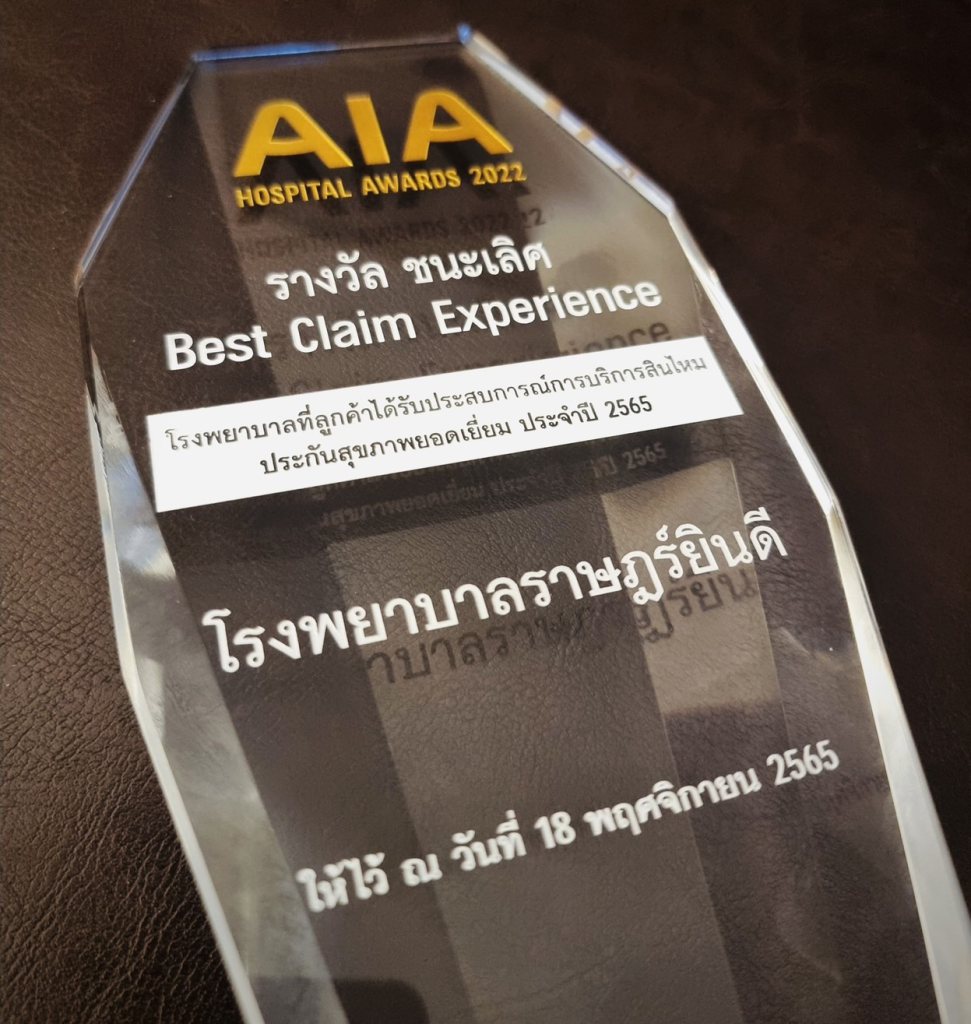 AIA
HOSPITAL AWARDS 2022
รางวัล ชนะเลิศ
Best Claim Experience
โรงพยาบาลที่ลูกค้าได้รับประสบการณ์การบริการสินไหม
ประกันสุขภาพยอดเยี่ยม ประจำปี 2565
โรงพยาบาลราษฎร์ยินดี
ให้ไว้ ณ วันที่ 18 พฤศจิกายน 2565